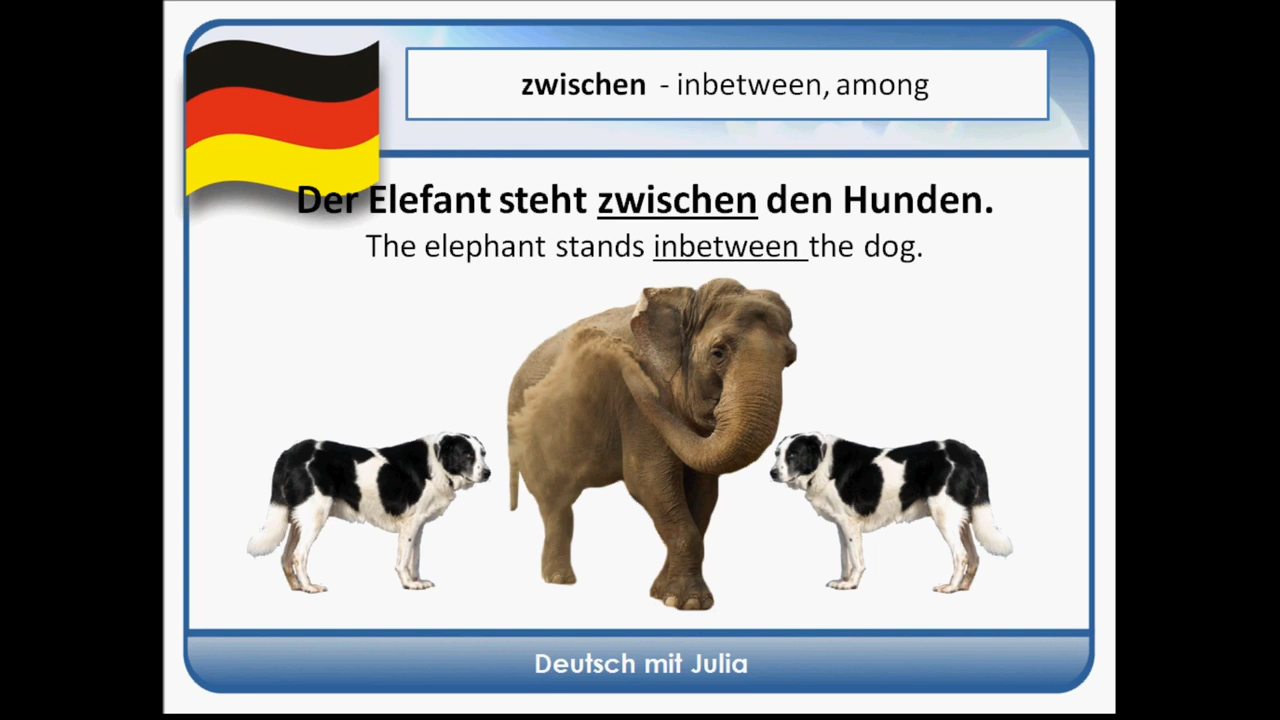 zwischen - inbetween, among
Der Elefant steht zwischen den Hunden.
The elephant stands inbetween the dog.
Deutsch mit Julia